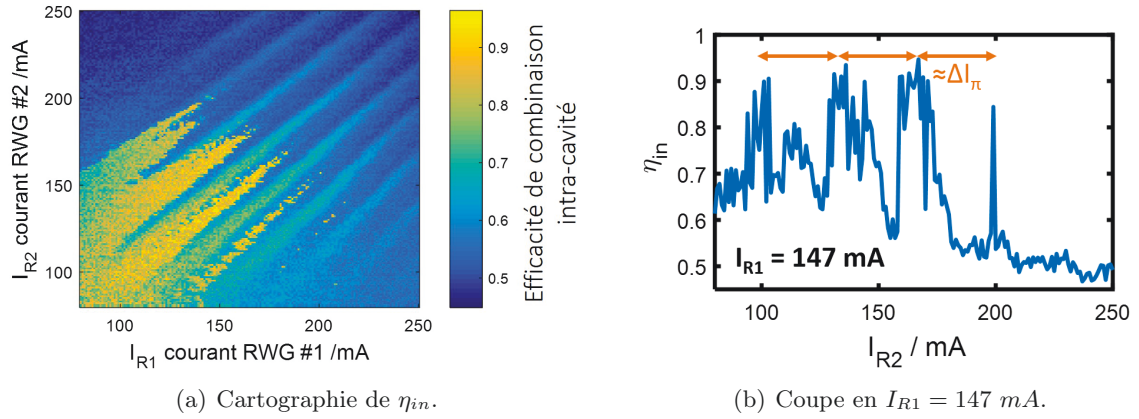 250
200
150
100
100
150
200
250
I_R2 courant RWG #2 /mA
I_R1 courant RWG #1 /mA
0.9
0.8
0.7
0.6
0.5
Efficacité de combinaison
intra-cavité
(a) Cartographie de η_in.
1
0.9
0.8
0.7
0.6
0.5
η_in
≈ΔI_π
I_R1 = 147 mA
100
150
200
250
I_R2 / mA
(b) Coupe en I_R1 = 147 mA.